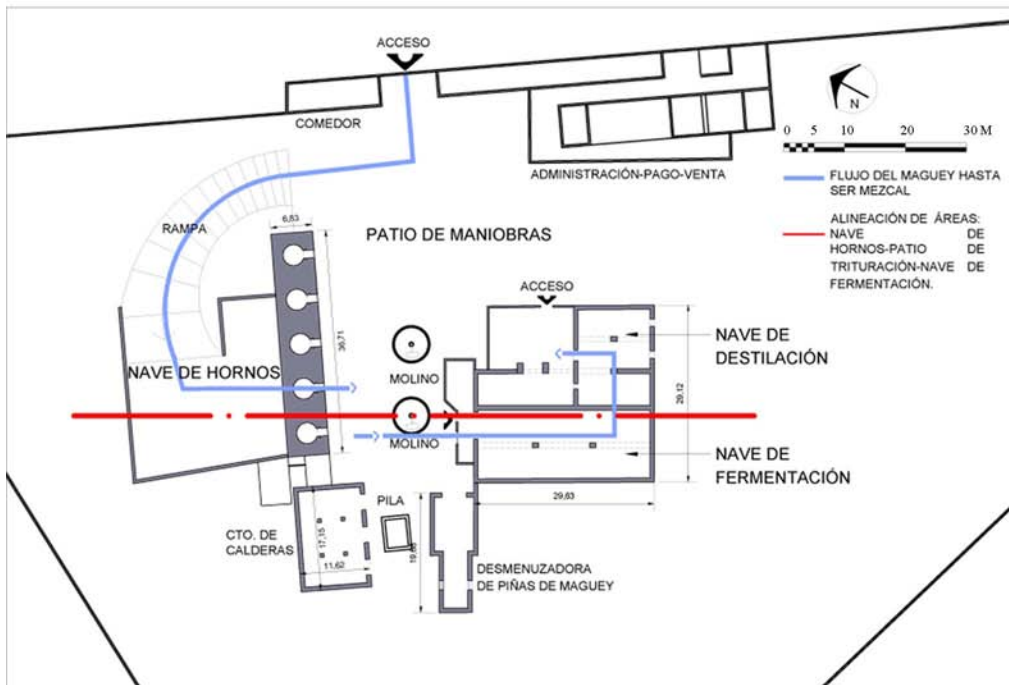 ACCESO
COMEDOR
ADMINISTRACIÓN-PAGO-VENTA
N
0 5 10 20 30 M
FLUJO DEL MAGUEY HASTA
SER MEZCAL
ALINEACIÓN DE ÁREAS:
NAVE DE
HORNOS-PATIO DE
TRITURACIÓN-NAVE DE
FERMENTACIÓN.
RAMPA
6,83
PATIO DE MANIOBRAS
36,71
ACCESO
NAVE DE
DESTILACIÓN
NAVE DE HORNOS
MOLINO
29,12
MOLINO
NAVE DE
FERMENTACIÓN
29,63
CTO. DE
CALDERAS
17,15
11,62
PILA
DESMENUZADORA
DE PIÑAS DE MAGUEY